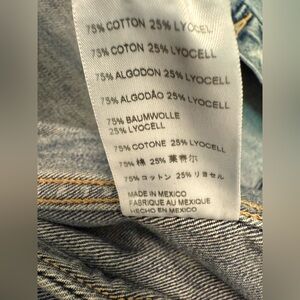 75% COTTON 25% LYOCELL
75% COTON 25% LYOCELL
75% ALGODON 25% LYOCELL
75% ALGODÃO 25% LYOCELL
75% BAUMWOLLE
25% LYOCELL
75% COTONE 25% LYOCELL
75% 棉 25% 莱赛尔
75% コットン 25% リヨセル
MADE IN MEXICO
FABRIQUE AU MEXIQUE
HECHO EN MEXICO